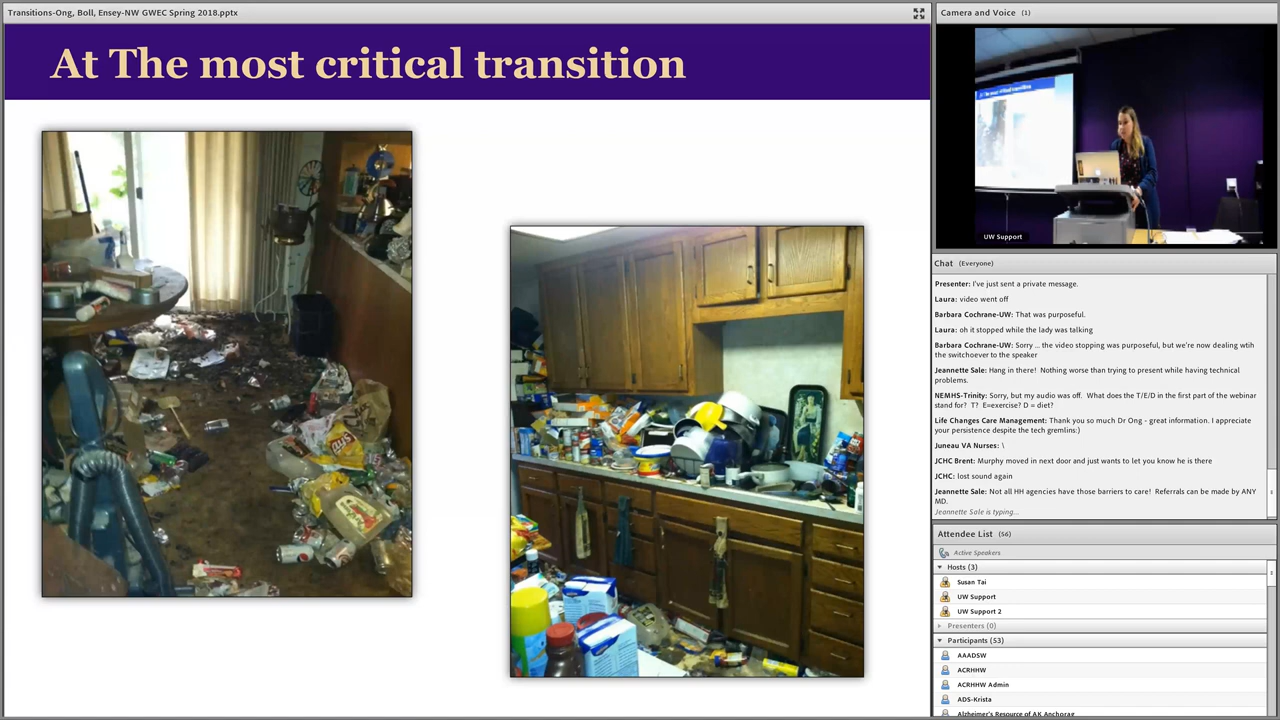 Transitions-Ong, Boll, Ensey-NW GWEC Spring 2018.pptx
At The most critical transition
Camera and Voice (1)
UW Support
Chat (Everyone)
Presenter: I've just sent a private message.
Laura: video went off
Barbara Cochrane-UW: That was purposeful.
Laura: oh it stopped while the lady was talking
Barbara Cochrane-UW: Sorry ... the video stopping was purposeful, but we're now dealing wtih
the switchoever to the speaker
Jeannette Sale: Hang in there! Nothing worse than trying to present while having technical
problems.
NEMHS-Trinity: Sorry, but my audio was off. What does the T/E/D in the first part of the webinar
stand for? T? E=exercise? D = diet?
Life Changes Care Management: Thank you so much Dr Ong - great information. I appreciate
your persistence despite the tech gremlins:)
Juneau VA Nurses: \
JCHC Brent: Murphy moved in next door and just wants to let you know he is there
JCHC: lost sound again
Jeannette Sale: Not all HH agencies have those barriers to care! Referrals can be made by ANY
MD.
Jeannette Sale is typing...
Attendee List (56)
Active Speakers
Hosts (3)
Susan Tai
UW Support
UW Support 2
Presenters (0)
Participants (53)
AAADSW
ACRHHW
ACRHHW Admin
ADS-Krista
Alzheimer's Resource of AK Anchorag